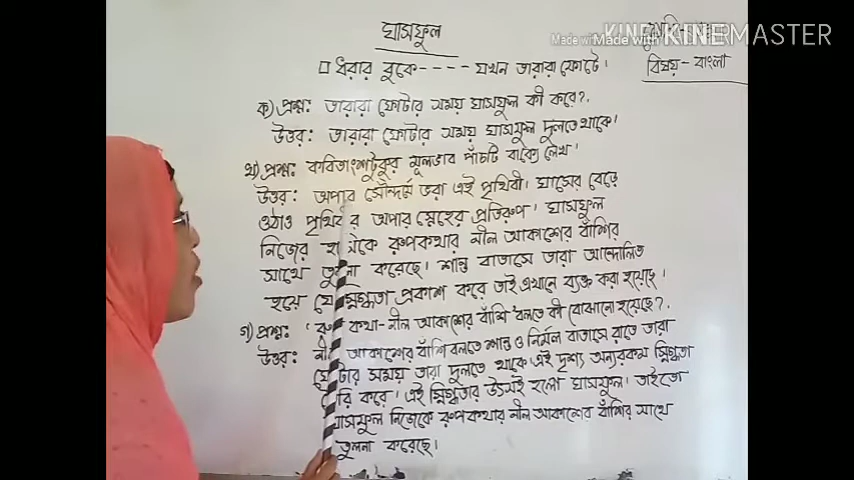 ঘাসফুল
Made with KINEMASTER
বিষয় - বাংলা
□ ধরার বুকে---- যখন তারারা ফোটে।
ক) প্রশ্ন: তারারা ফোটার সময় ঘাসফুল কী করে?
উত্তর: তারারা ফোটার সময় ঘাসফুল দুলতে থাকে।
খ) প্রশ্ন: কবিতাংশটুকুর মূলভাব পাঁচটি বাক্যে লেখ।
উত্তর: অপার সৌন্দর্যে ভরা এই পৃথিবী। ঘাসের বেড়ে
ওঠাও পৃথিবীর অপার স্নেহের প্রতিরূপ। ঘাসফুল
নিজের রূপকথার নীল আকাশের বাঁশির
সাথে তুলনা করেছে। শান্ত বাতাসে তারা আন্দোলিত
হয়ে যে স্নিগ্ধতা প্রকাশ করে তাই এখানে ব্যক্ত করা হয়েছে।
গ) প্রশ্ন: 'রূপ কথা-নীল আকাশের বাঁশি বলতে কী বোঝানো হয়েছে?
উত্তর: নীল আকাশের বাঁশি বলতে শান্ত ও নির্মল বাতাসে রাতে তারা
ফোটার সময় তারা দুলতে থাকে এই দৃশ্য অন্যরকম স্নিগ্ধতা
তৈরি করে। এই স্নিগ্ধতার উৎসই হলো ঘাসফুল। তাইতো
ঘাসফুল নিজেকে রূপকথার নীল আকাশের বাঁশির সাথে
তুলনা করেছে।